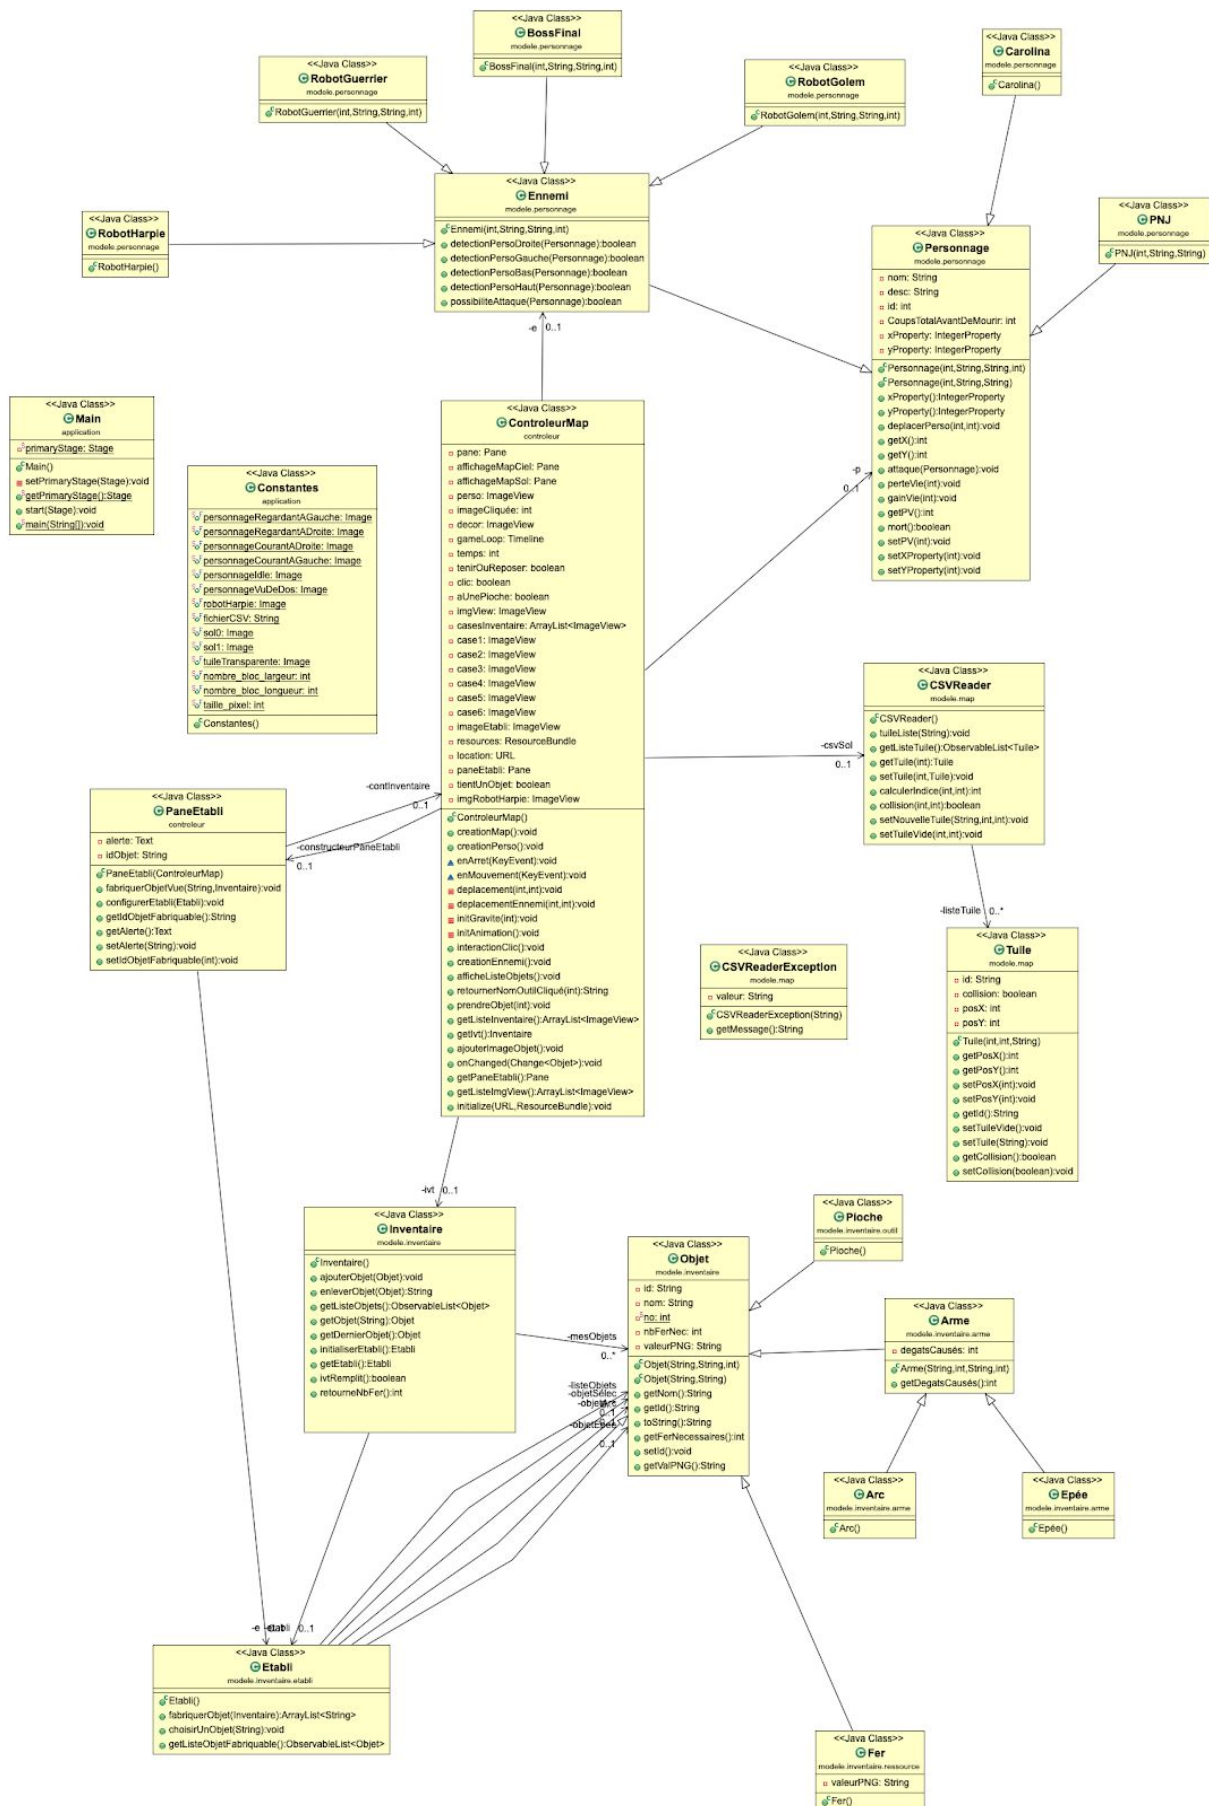 <<Java Class>>
BossFinal
modele.personnage
BossFinal(int,String,String,int)
<<Java Class>>
Carolina
modele.personnage
Carolina()
<<Java Class>>
RobotGuerrier
modele.personnage
RobotGuerrier(int,String,String,int)
<<Java Class>>
RobotGolem
modele.personnage
RobotGolem(int,String,String,int)
<<Java Class>>
Ennemi
modele.personnage
Ennemi(int,String,String,int)
detectionPersoDroite(Personnage):boolean
detectionPersoGauche(Personnage):boolean
detectionPersoBas(Personnage):boolean
detectionPersoHaut(Personnage):boolean
possibiliteAttaque(Personnage):boolean
<<Java Class>>
RobotHarpie
modele.personnage
RobotHarpie()
<<Java Class>>
PNJ
modele.personnage
PNJ(int,String,String)
<<Java Class>>
Personnage
modele.personnage
nom: String
desc: String
id: int
CoupsTotalAvantDeMourir: int
xProperty: IntegerProperty
yProperty: IntegerProperty
Personnage(int,String,String,int)
Personnage(int,String,String)
xProperty():IntegerProperty
yProperty():IntegerProperty
deplacerPerso(int,int):void
getX():int
getY():int
attaque(Personnage):void
perteVie(int):void
gainVie(int):void
getPV():int
mort():boolean
setPV(int):void
setXProperty(int):void
setYProperty(int):void
-e 0..1
-p
0..1
<<Java Class>>
Main
application
primaryStage: Stage
Main()
setPrimaryStage(Stage):void
getPrimaryStage():Stage
start(Stage):void
main(String[]):void
<<Java Class>>
Constantes
application
personnageRegardantAGauche: Image
personnageRegardantADroite: Image
personnageCourantADroite: Image
personnageCourantAGauche: Image
personnageIdle: Image
personnageVuDeDos: Image
robotHarpie: Image
fichierCSV: String
sol0: Image
sol1: Image
tuileTransparente: Image
nombre_bloc_largeur: int
nombre_bloc_longueur: int
taille_pixel: int
Constantes()
<<Java Class>>
ControleurMap
controleur
pane: Pane
affichageMapCiel: Pane
affichageMapSol: Pane
perso: ImageView
imageCliquée: int
decor: ImageView
gameLoop: Timeline
temps: int
tenirOuReposer: boolean
clic: boolean
aUnePioche: boolean
imgView: ImageView
casesInventaire: ArrayList<ImageView>
case1: ImageView
case2: ImageView
case3: ImageView
case4: ImageView
case5: ImageView
case6: ImageView
imageEtabli: ImageView
resources: ResourceBundle
location: URL
paneEtabli: Pane
tientUnObjet: boolean
imgRobotHarpie: ImageView
ControleurMap()
creationMap():void
creationPerso():void
enArret(KeyEvent):void
enMouvement(KeyEvent):void
deplacement(int,int):void
deplacementEnnemi(int,int):void
initGravite(int):void
initAnimation():void
interactionClic():void
creationEnnemi():void
afficheListeObjets():void
retournerNomOutilCliqué(int):String
prendreObjet(int):void
getListeInventaire():ArrayList<ImageView>
getIvt():Inventaire
ajouterImageObjet():void
onChanged(Change<Objet>):void
getPaneEtabli():Pane
getListeImgView():ArrayList<ImageView>
initialize(URL,ResourceBundle):void
<<Java Class>>
CSVReader
modele.map
CSVReader()
tuileListe(String):void
getListeTuile():ObservableList<Tuile>
getTuile(int):Tuile
setTuile(int,Tuile):void
calculerIndice(int,int):int
collision(int,int):boolean
setNouvelleTuile(String,int,int):void
setTuileVide(int,int):void
-csvSol
0..1
-contInventaire
0..1
-constructeurPaneEtabli
0..1
<<Java Class>>
PaneEtabli
controleur
alerte: Text
idObjet: String
PaneEtabli(ControleurMap)
fabriquerObjetVue(String,Inventaire):void
configurerEtabli(Etabli):void
getIdObjetFabriquable():String
getAlerte():Text
setAlerte(String):void
setIdObjetFabriquable(int):void
-listeTuile 0..*
<<Java Class>>
CSVReaderException
modele.map
valeur: String
CSVReaderException(String)
getMessage():String
<<Java Class>>
Tuile
modele.map
id: String
collision: boolean
posX: int
posY: int
Tuile(int,int,String)
getPosX():int
getPosY():int
setPosX(int):void
setPosY(int):void
getId():String
setTuileVide():void
setTuile(String):void
getCollision():boolean
setCollision(boolean):void
-ivt 0..1
<<Java Class>>
Inventaire
modele.inventaire
Inventaire()
ajouterObjet(Objet):void
enleverObjet(Objet):String
getListeObjets():ObservableList<Objet>
getObjet(String):Objet
getDernierObjet():Objet
initialiserEtabli():Etabli
getEtabli():Etabli
ivtRemplit():boolean
retourneNbFer():int
<<Java Class>>
Objet
modele.inventaire
id: String
nom: String
no: int
nbFerNec: int
valeurPNG: String
Objet(String,String,int)
Objet(String,String)
getNom():String
getId():String
toString():String
getFerNecessaires():int
setId():void
getValPNG():String
<<Java Class>>
Pioche
modele.inventaire.outil
Pioche()
<<Java Class>>
Arme
modele.inventaire.arme
degatsCausés: int
Arme(String,int,String,int)
getDegatsCausés():int
-mesObjets
0..*
-listeObjets
-objetSélec
0..1
0..1
<<Java Class>>
Arc
modele.inventaire.arme
Arc()
<<Java Class>>
Epée
modele.inventaire.arme
Epée()
-e
0..1
<<Java Class>>
Etabli
modele.inventaire.etabli
Etabli()
fabriquerObjet(Inventaire):ArrayList<String>
choisirUnObjet(String):void
getListeObjetFabriquable():ObservableList<Objet>
<<Java Class>>
Fer
modele.inventaire.ressource
valeurPNG: String
Fer()